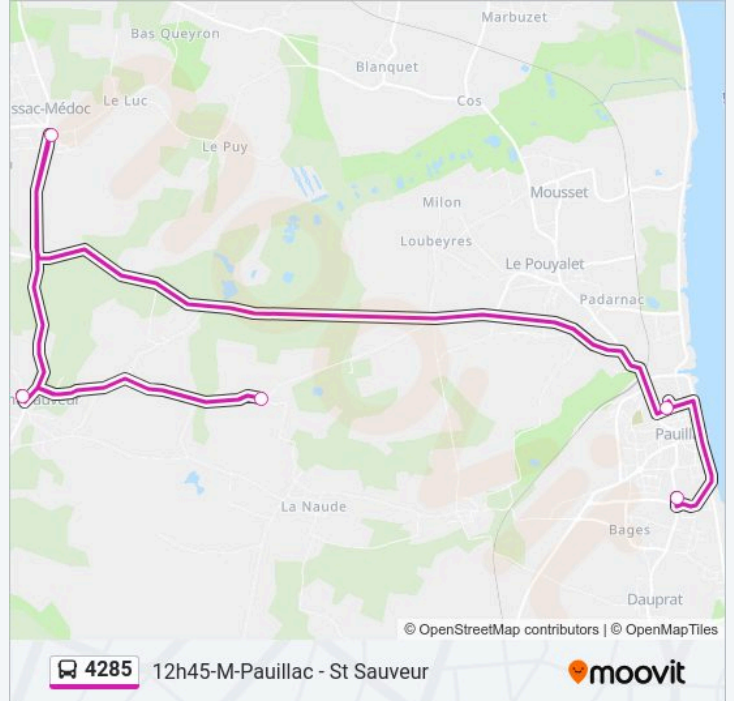 Marbuzet
Bas Queyron
Blanquet
Le Luc
Cos
ssac-Médoc
Le Puy
Mousset
Milon
Loubeyres
Le Pouyalet
Padarnac
Pauill
La Naude
Bages
Dauprat
© OpenStreetMap contributors | © OpenMapTiles
4285 12h45-M-Pauillac - St Sauveur moovit